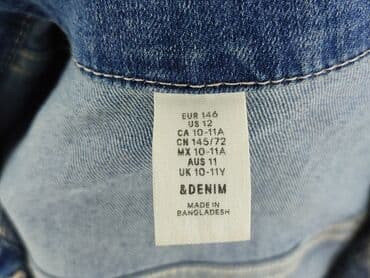 EUR 146
US 12
CA 10-11A
CN 145/72
MX 10-11A
AUS 11
UK 10-11Y
&DENIM
MADE IN
BANGLADESH